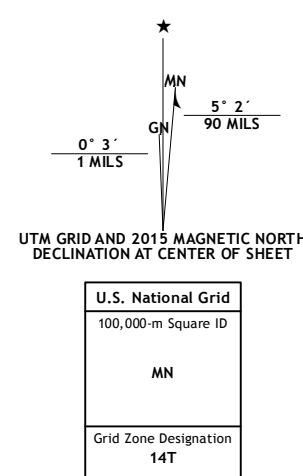 ★
MN
5° 2´
90 MILS
GN
0° 3´
1 MILS
UTM GRID AND 2015 MAGNETIC NORTH
DECLINATION AT CENTER OF SHEET
U.S. National Grid
100,000-m Square ID
MN
Grid Zone Designation
14T